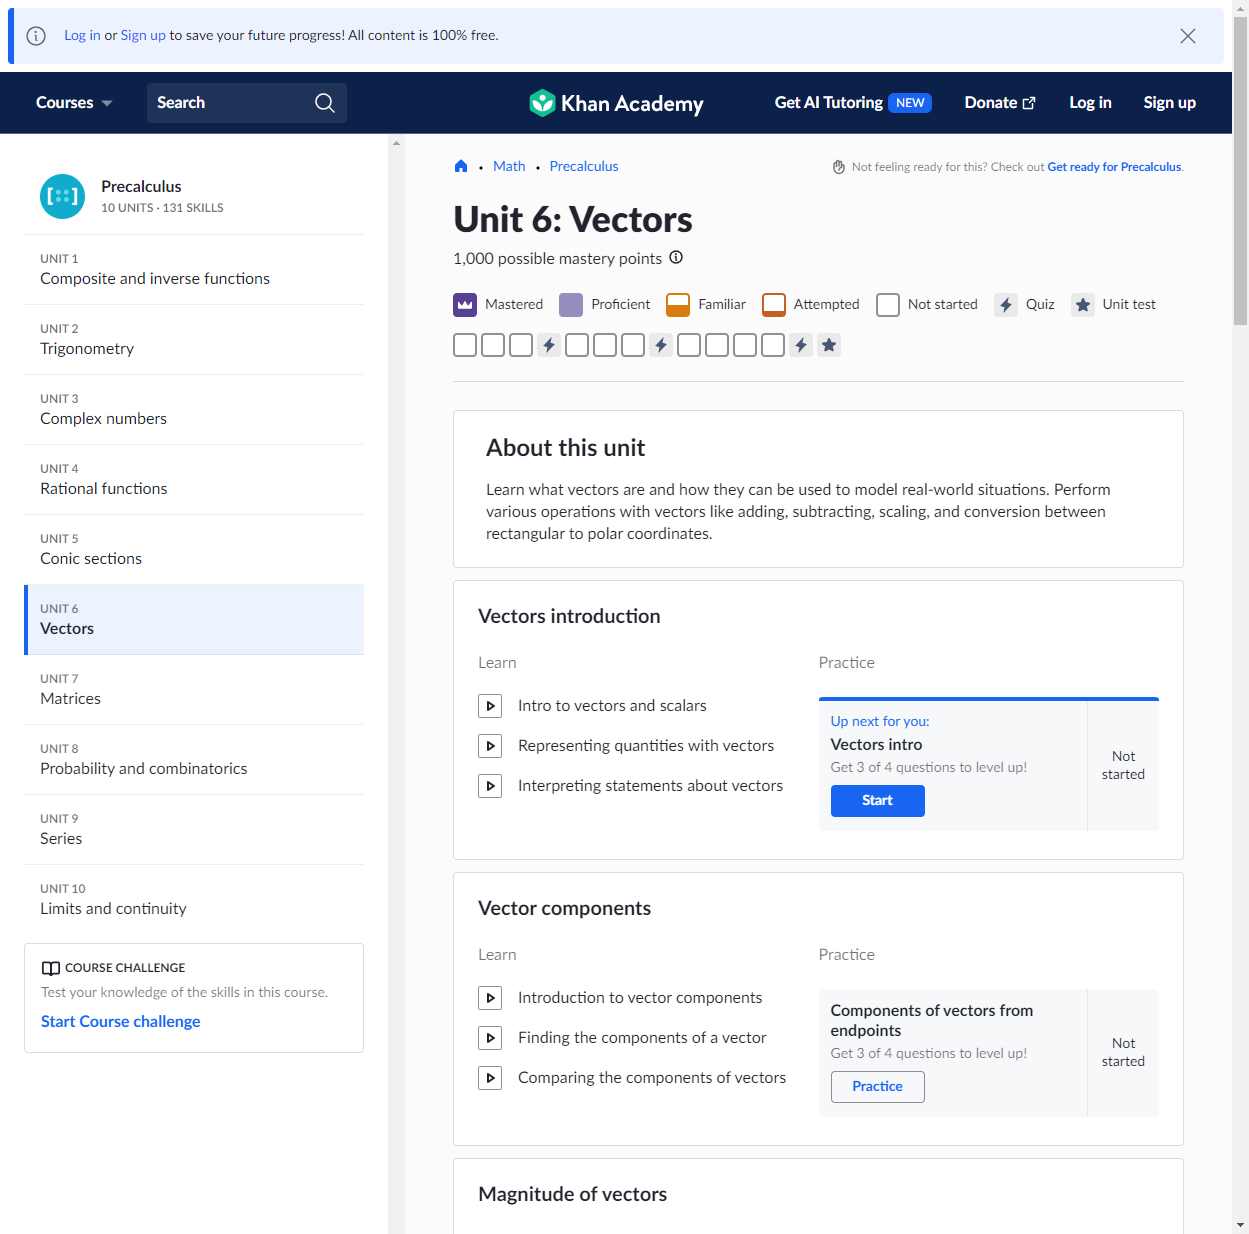 Log in or Sign up to save your future progress! All content is 100% free.
Courses
Search
Khan Academy
Get AI Tutoring NEW
Donate
Log in
Sign up
Precalculus
10 UNITS · 131 SKILLS
UNIT 1
Composite and inverse functions
UNIT 2
Trigonometry
UNIT 3
Complex numbers
UNIT 4
Rational functions
UNIT 5
Conic sections
UNIT 6
Vectors
UNIT 7
Matrices
UNIT 8
Probability and combinatorics
UNIT 9
Series
UNIT 10
Limits and continuity
COURSE CHALLENGE
Test your knowledge of the skills in this course.
Start Course challenge
• Math • Precalculus
Not feeling ready for this? Check out Get ready for Precalculus.
Unit 6: Vectors
1,000 possible mastery points
Mastered Proficient Familiar Attempted Not started Quiz Unit test
About this unit
Learn what vectors are and how they can be used to model real-world situations. Perform
various operations with vectors like adding, subtracting, scaling, and conversion between
rectangular to polar coordinates.
Vectors introduction
Learn
Intro to vectors and scalars
Representing quantities with vectors
Interpreting statements about vectors
Practice
Up next for you:
Vectors intro
Get 3 of 4 questions to level up!
Start
Not
started
Vector components
Learn
Introduction to vector components
Finding the components of a vector
Comparing the components of vectors
Practice
Components of vectors from
endpoints
Get 3 of 4 questions to level up!
Practice
Not
started
Magnitude of vectors